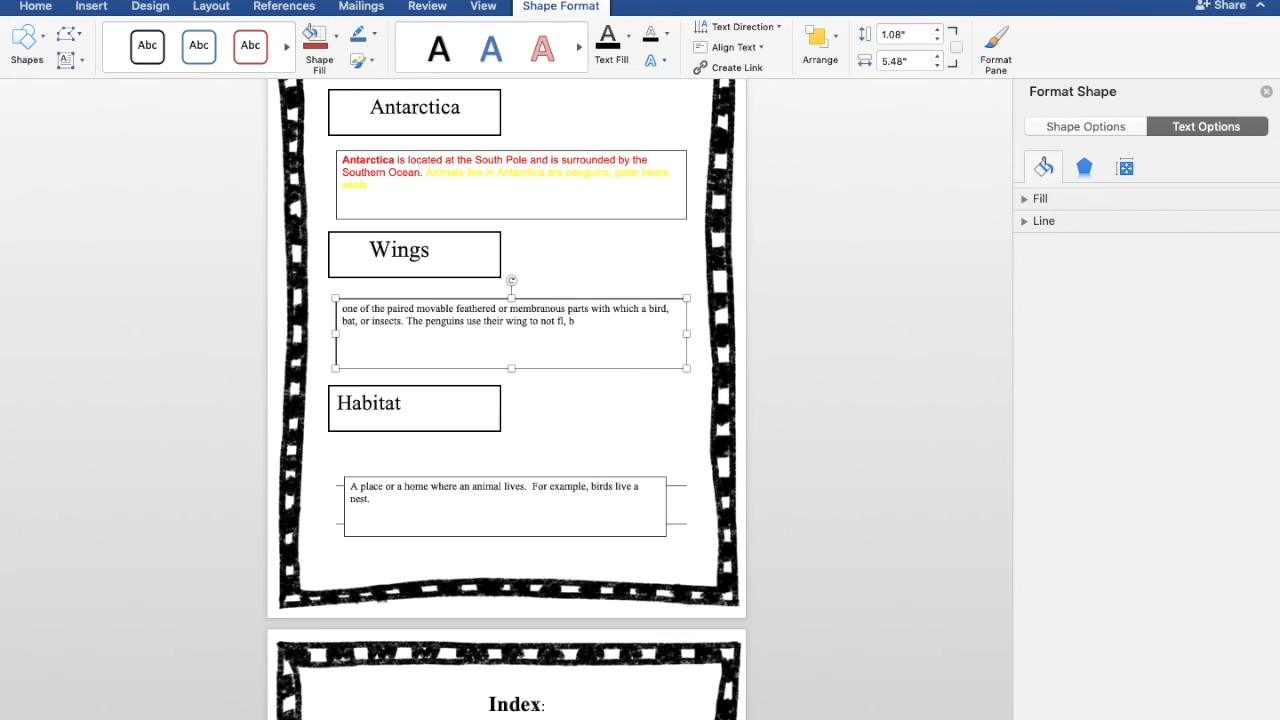 Home Insert Design Layout References Mailings Review View Shape Format Share
Abc Abc Abc A A A A Text Direction 1.08"
Align Text
Shapes Shape Fill Text Fill Create Link Arrange 5.48" Format Pane
Format Shape
Shape Options Text Options
Fill
Line
Antarctica
Antarctica is located at the South Pole and is surrounded by the
Southern Ocean. Animals live in Antarctica are penguins, polar bears,
seals
Wings
one of the paired movable feathered or membranous parts with which a bird,
bat, or insects. The penguins use their wing to not fl, b
Habitat
A place or a home where an animal lives.  For example, birds live a
nest.
Index: